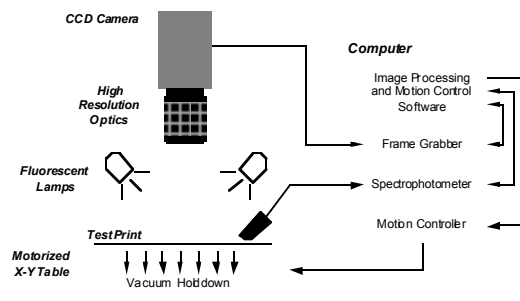 CCD Camera
Computer
High
Resolution
Optics
Image Processing
and Motion Control
Software
Frame Grabber
Fluorescent
Lamps
Spectrophotometer
Test Print
Motion Controller
Motorized
X-Y Table
Vacuum Holddown